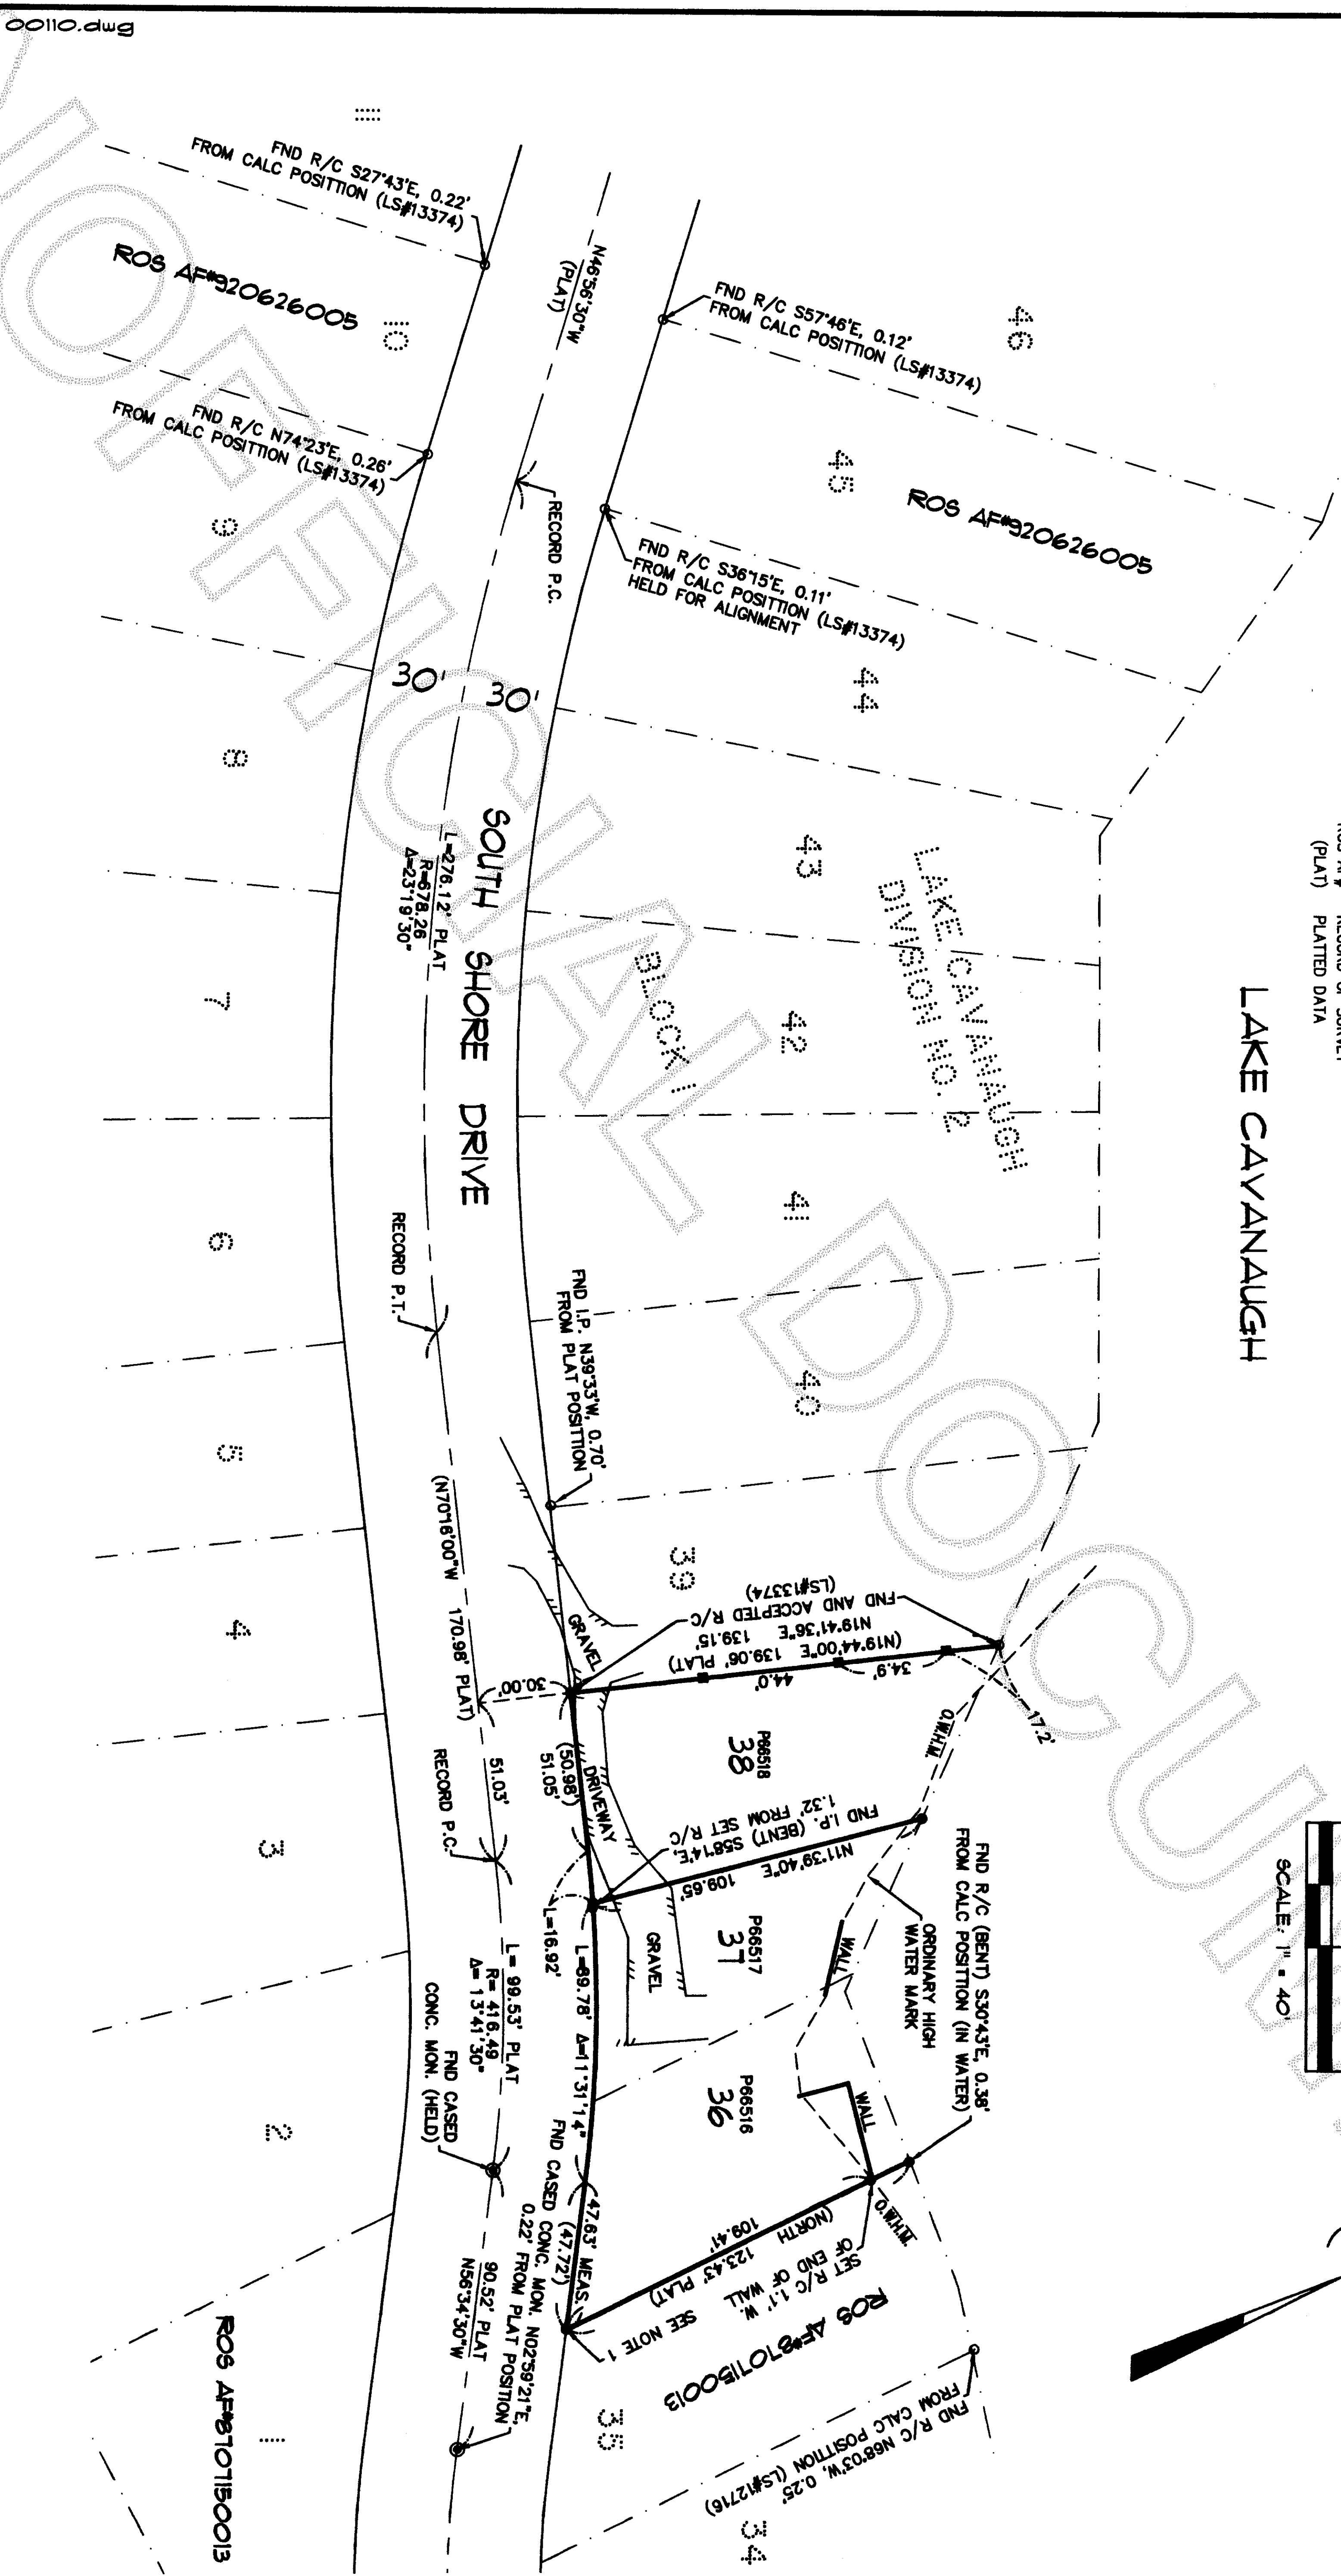 00110.dwg
11
FND R/C S27°43'E, 0.22'
FROM CALC POSITTION (LS#13374)
ROS AF#920626005
10
N46°56'30"W
(PLAT)
FND R/C S57°46'E, 0.12'
FROM CALC POSITTION (LS#13374)
46
FND R/C N74°23'E, 0.26'
FROM CALC POSITTION (LS#13374)
9
RECORD P.C.
45
ROS AF#920626005
FND R/C S36°15'E, 0.11'
FROM CALC POSITTION (LS#13374)
HELD FOR ALIGNMENT
44
30'
30'
8
L=276.12' PLAT
R=678.26
Δ=23°19'30"
SOUTH SHORE DRIVE
43
LAKE CAVANAUGH
DIVISION NO. 2
BLOCK 1
(PLAT) PLATTED DATA
LAKE CAVANAUGH
7
42
41
6
RECORD P.T.
FND I.P. N39°33'W, 0.70'
FROM PLAT POSITTION
40
5
(N70°16'00"W 170.98' PLAT)
39
FND AND ACCEPTED R/C
(LS#13374)
N19°41'36"E 139.15'
(N19°44'00"E 139.06' PLAT)
44.0'
34.9'
17.2'
GRAVEL
4
30.00'
DRIVEWAY
(50.98')
51.05'
51.03'
RECORD P.C.
P66518
38
O.W.H.M.
FND I.P. (BENT) S58°14'E,
1.32' FROM SET R/C
N11°39'40"E
109.65'
3
L=16.92'
P66517
37
GRAVEL
WALL
ORDINARY HIGH
WATER MARK
FND R/C (BENT) S30°43'E, 0.38'
FROM CALC POSITION (IN WATER)
SCALE: 1" = 40'
L=89.78' Δ=11°31'14"
L= 99.53' PLAT
R= 416.49
Δ= 13°41'30"
FND CASED
CONC. MON. (HELD)
P66516
36
WALL
O.W.H.M.
2
47.63' MEAS.
(47.72')
FND CASED CONC. MON. N02°59'21"E,
0.22' FROM PLAT POSITION
90.52' PLAT
N56°34'30"W
109.41'
(NORTH 123.43' PLAT)
SET R/C 1.1' W.
OF END OF WALL
SEE NOTE 1
ROS AF#8707150013
ROS AF#8707150013
1
35
FND R/C N68°03'W, 0.25'
FROM CALC POSITTION (LS#12716)
34